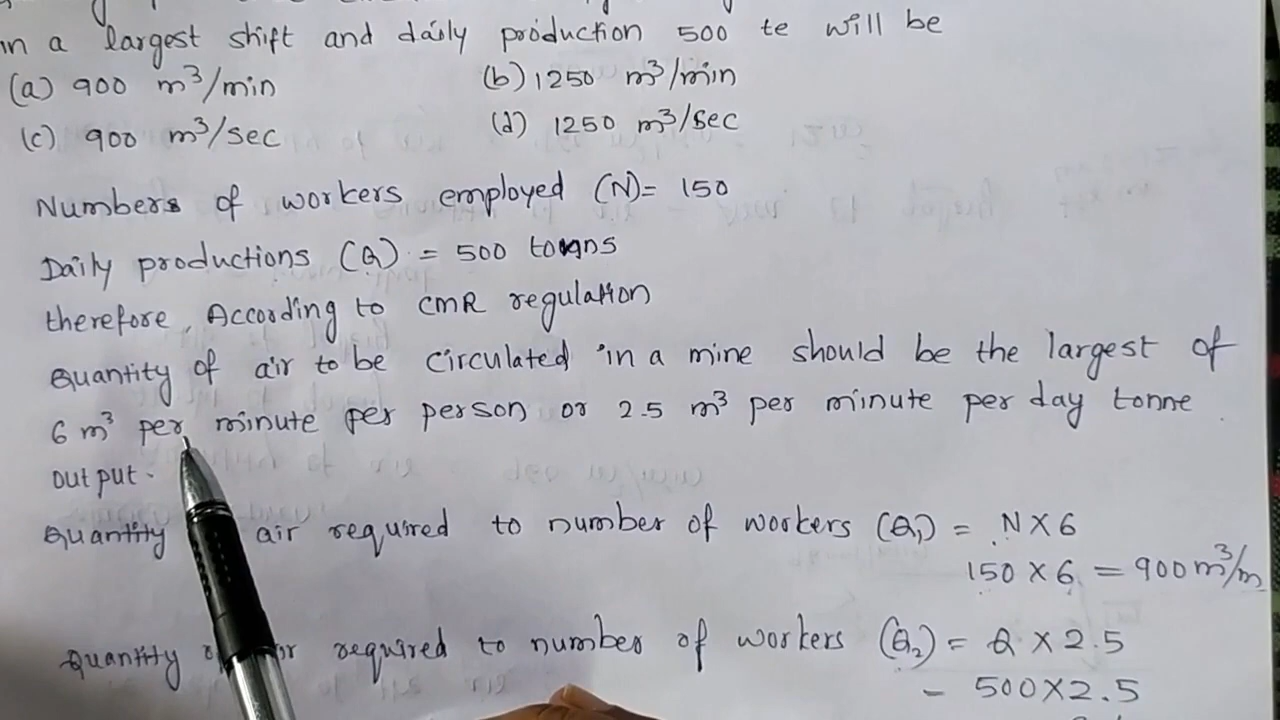 in a largest shift and daily production 500 te will be
(a) 900 m³/min (b) 1250 m³/min
(c) 900 m³/sec (d) 1250 m³/sec
Numbers of workers employed (N)= 150
Daily productions (Q) = 500 tonns
therefore, According to CMR regulation
Quantity of air to be circulated in a mine should be the largest of
6 m³ per minute per person or 2.5 m³ per minute per day tonne
output.
Quantity air required to number of workers (Q₁) = N X 6
150 X 6 = 900 m³/m
Quantity required to number of workers (Q₂) = Q X 2.5
= 500 X 2.5